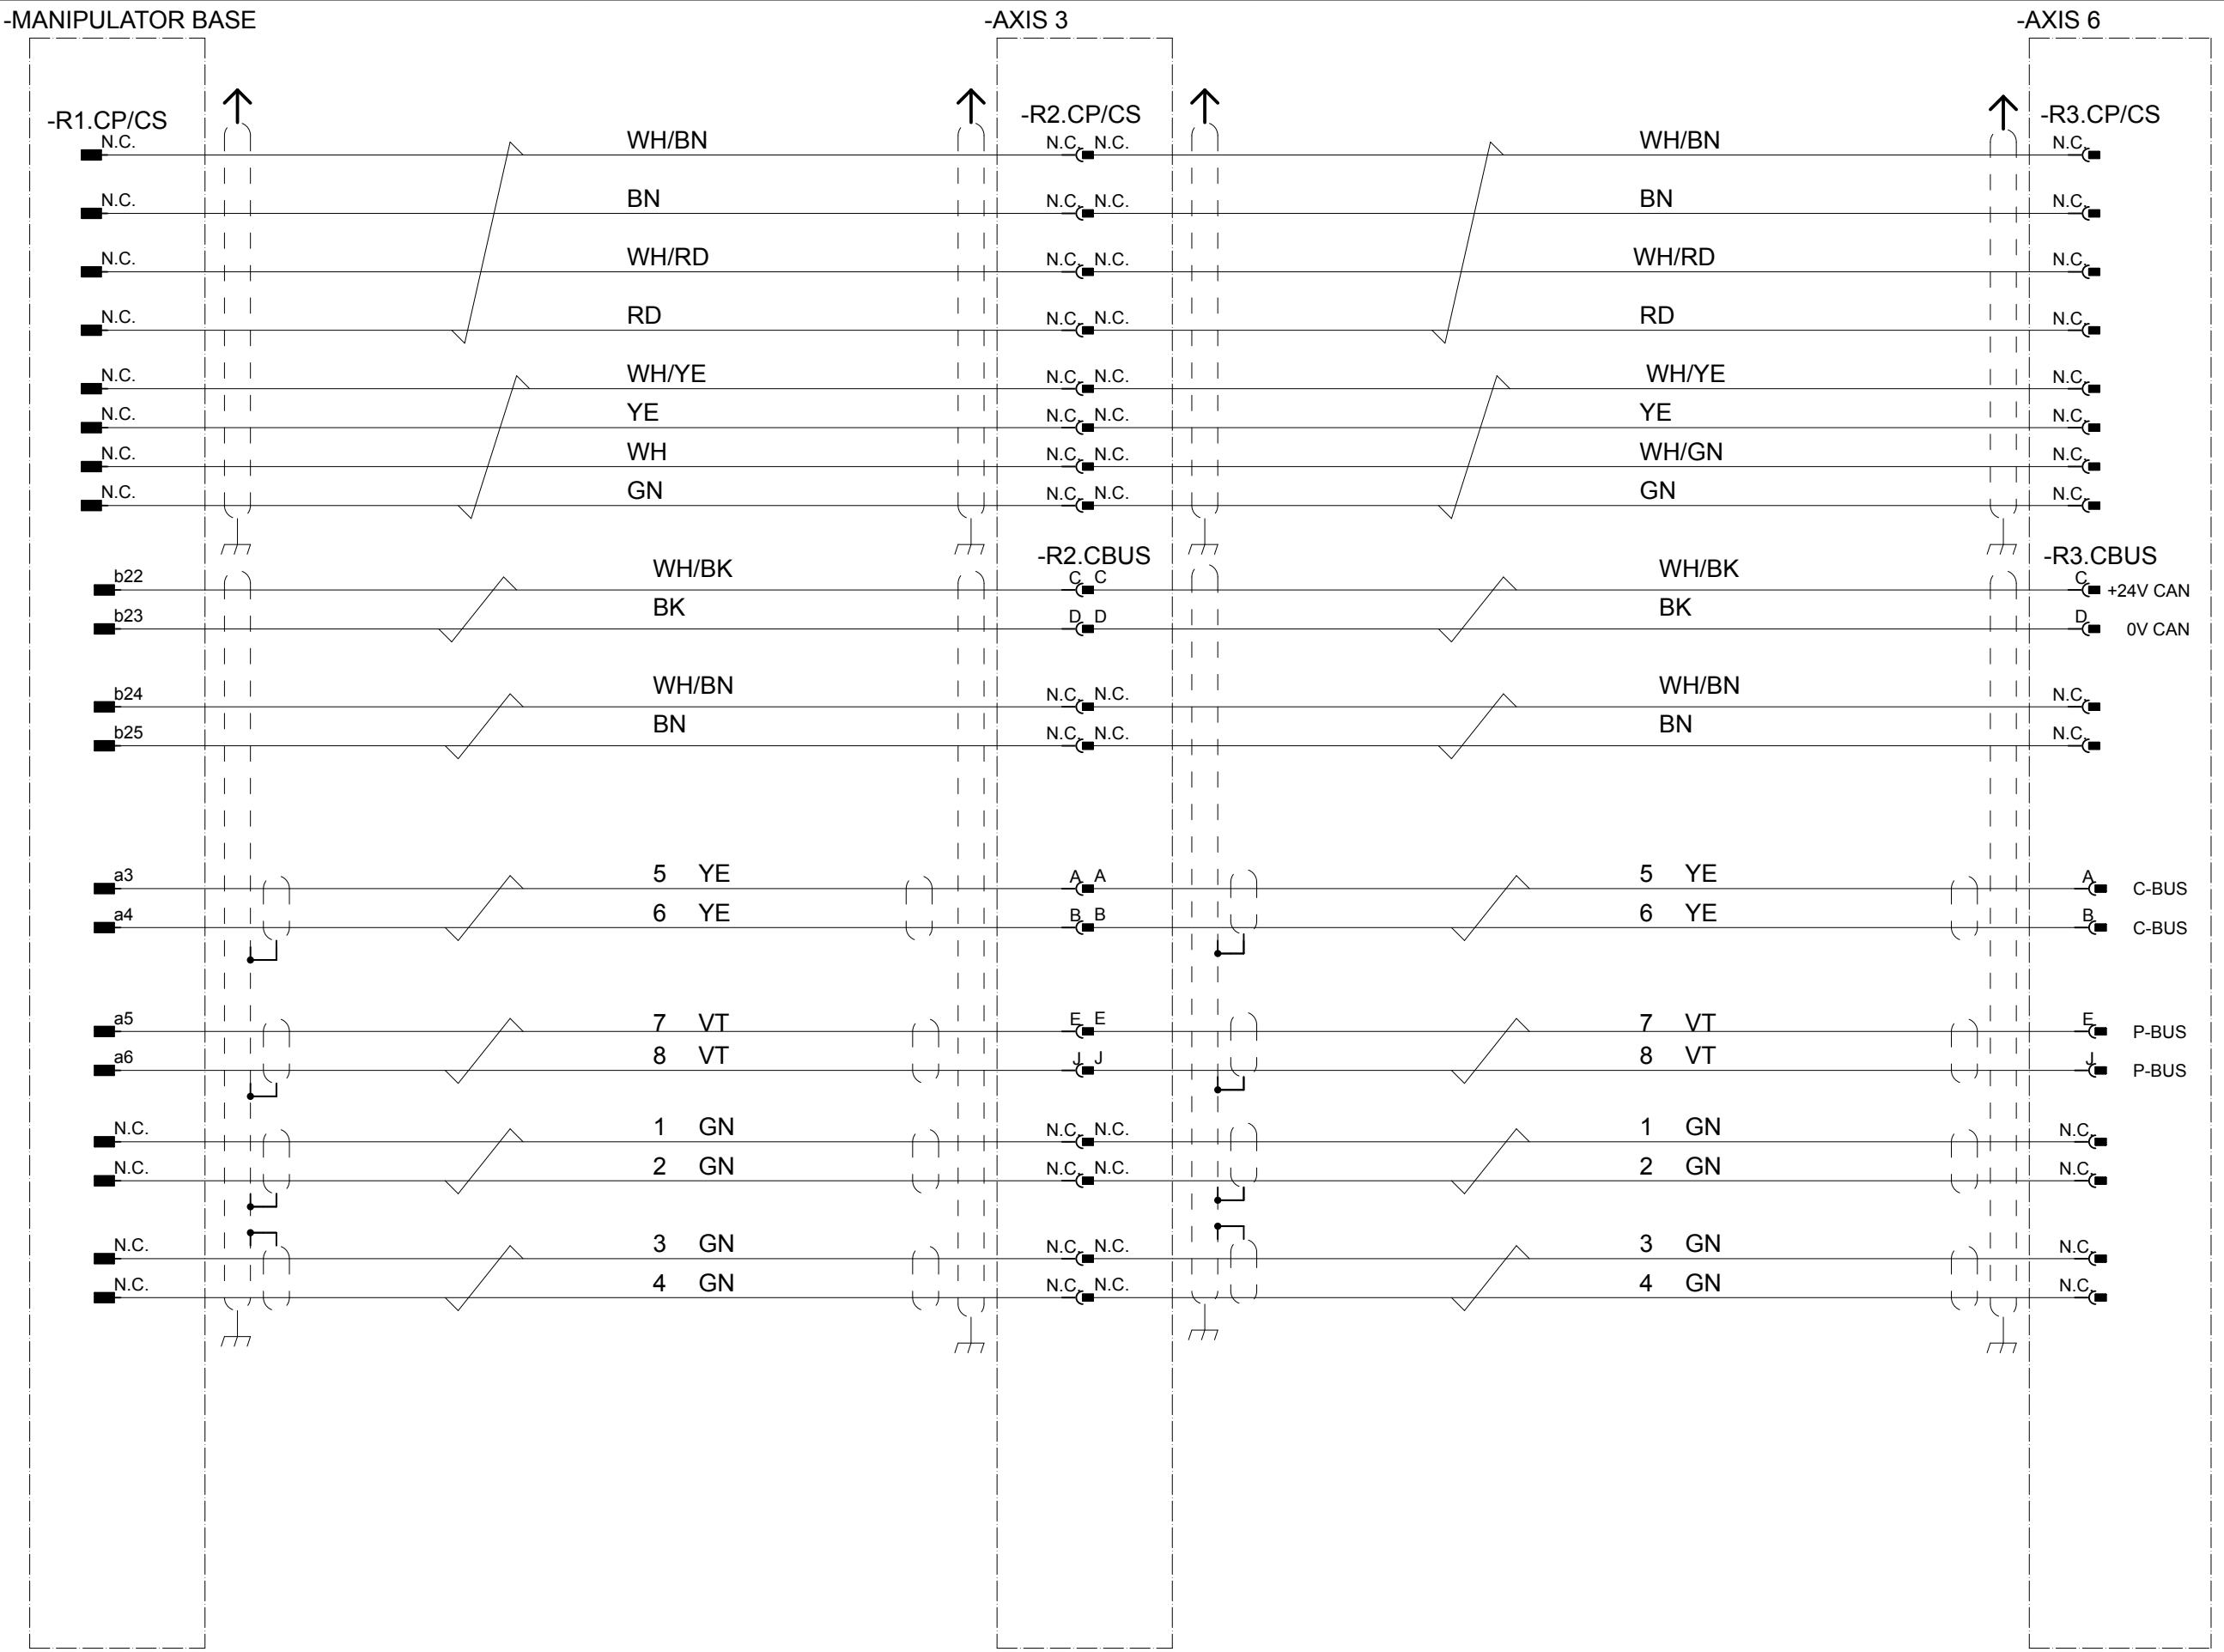 -MANIPULATOR BASE -AXIS 3 -AXIS 6
-R1.CP/CS -R2.CP/CS -R3.CP/CS
N.C. WH/BN N.C. N.C. WH/BN N.C.
N.C. BN N.C. N.C. BN N.C.
N.C. WH/RD N.C. N.C. WH/RD N.C.
N.C. RD N.C. N.C. RD N.C.
N.C. WH/YE N.C. N.C. WH/YE N.C.
N.C. YE N.C. N.C. YE N.C.
N.C. WH N.C. N.C. WH/GN N.C.
N.C. GN N.C. N.C. GN N.C.
-R2.CBUS -R3.CBUS
b22 WH/BK C C WH/BK C +24V CAN
b23 BK D D BK D 0V CAN
b24 WH/BN N.C. N.C. WH/BN N.C.
b25 BN N.C. N.C. BN N.C.
a3 5 YE A A 5 YE A C-BUS
a4 6 YE B B 6 YE B C-BUS
a5 7 VT E E 7 VT E P-BUS
a6 8 VT J J 8 VT J P-BUS
N.C. 1 GN N.C. N.C. 1 GN N.C.
N.C. 2 GN N.C. N.C. 2 GN N.C.
N.C. 3 GN N.C. N.C. 3 GN N.C.
N.C. 4 GN N.C. N.C. 4 GN N.C.